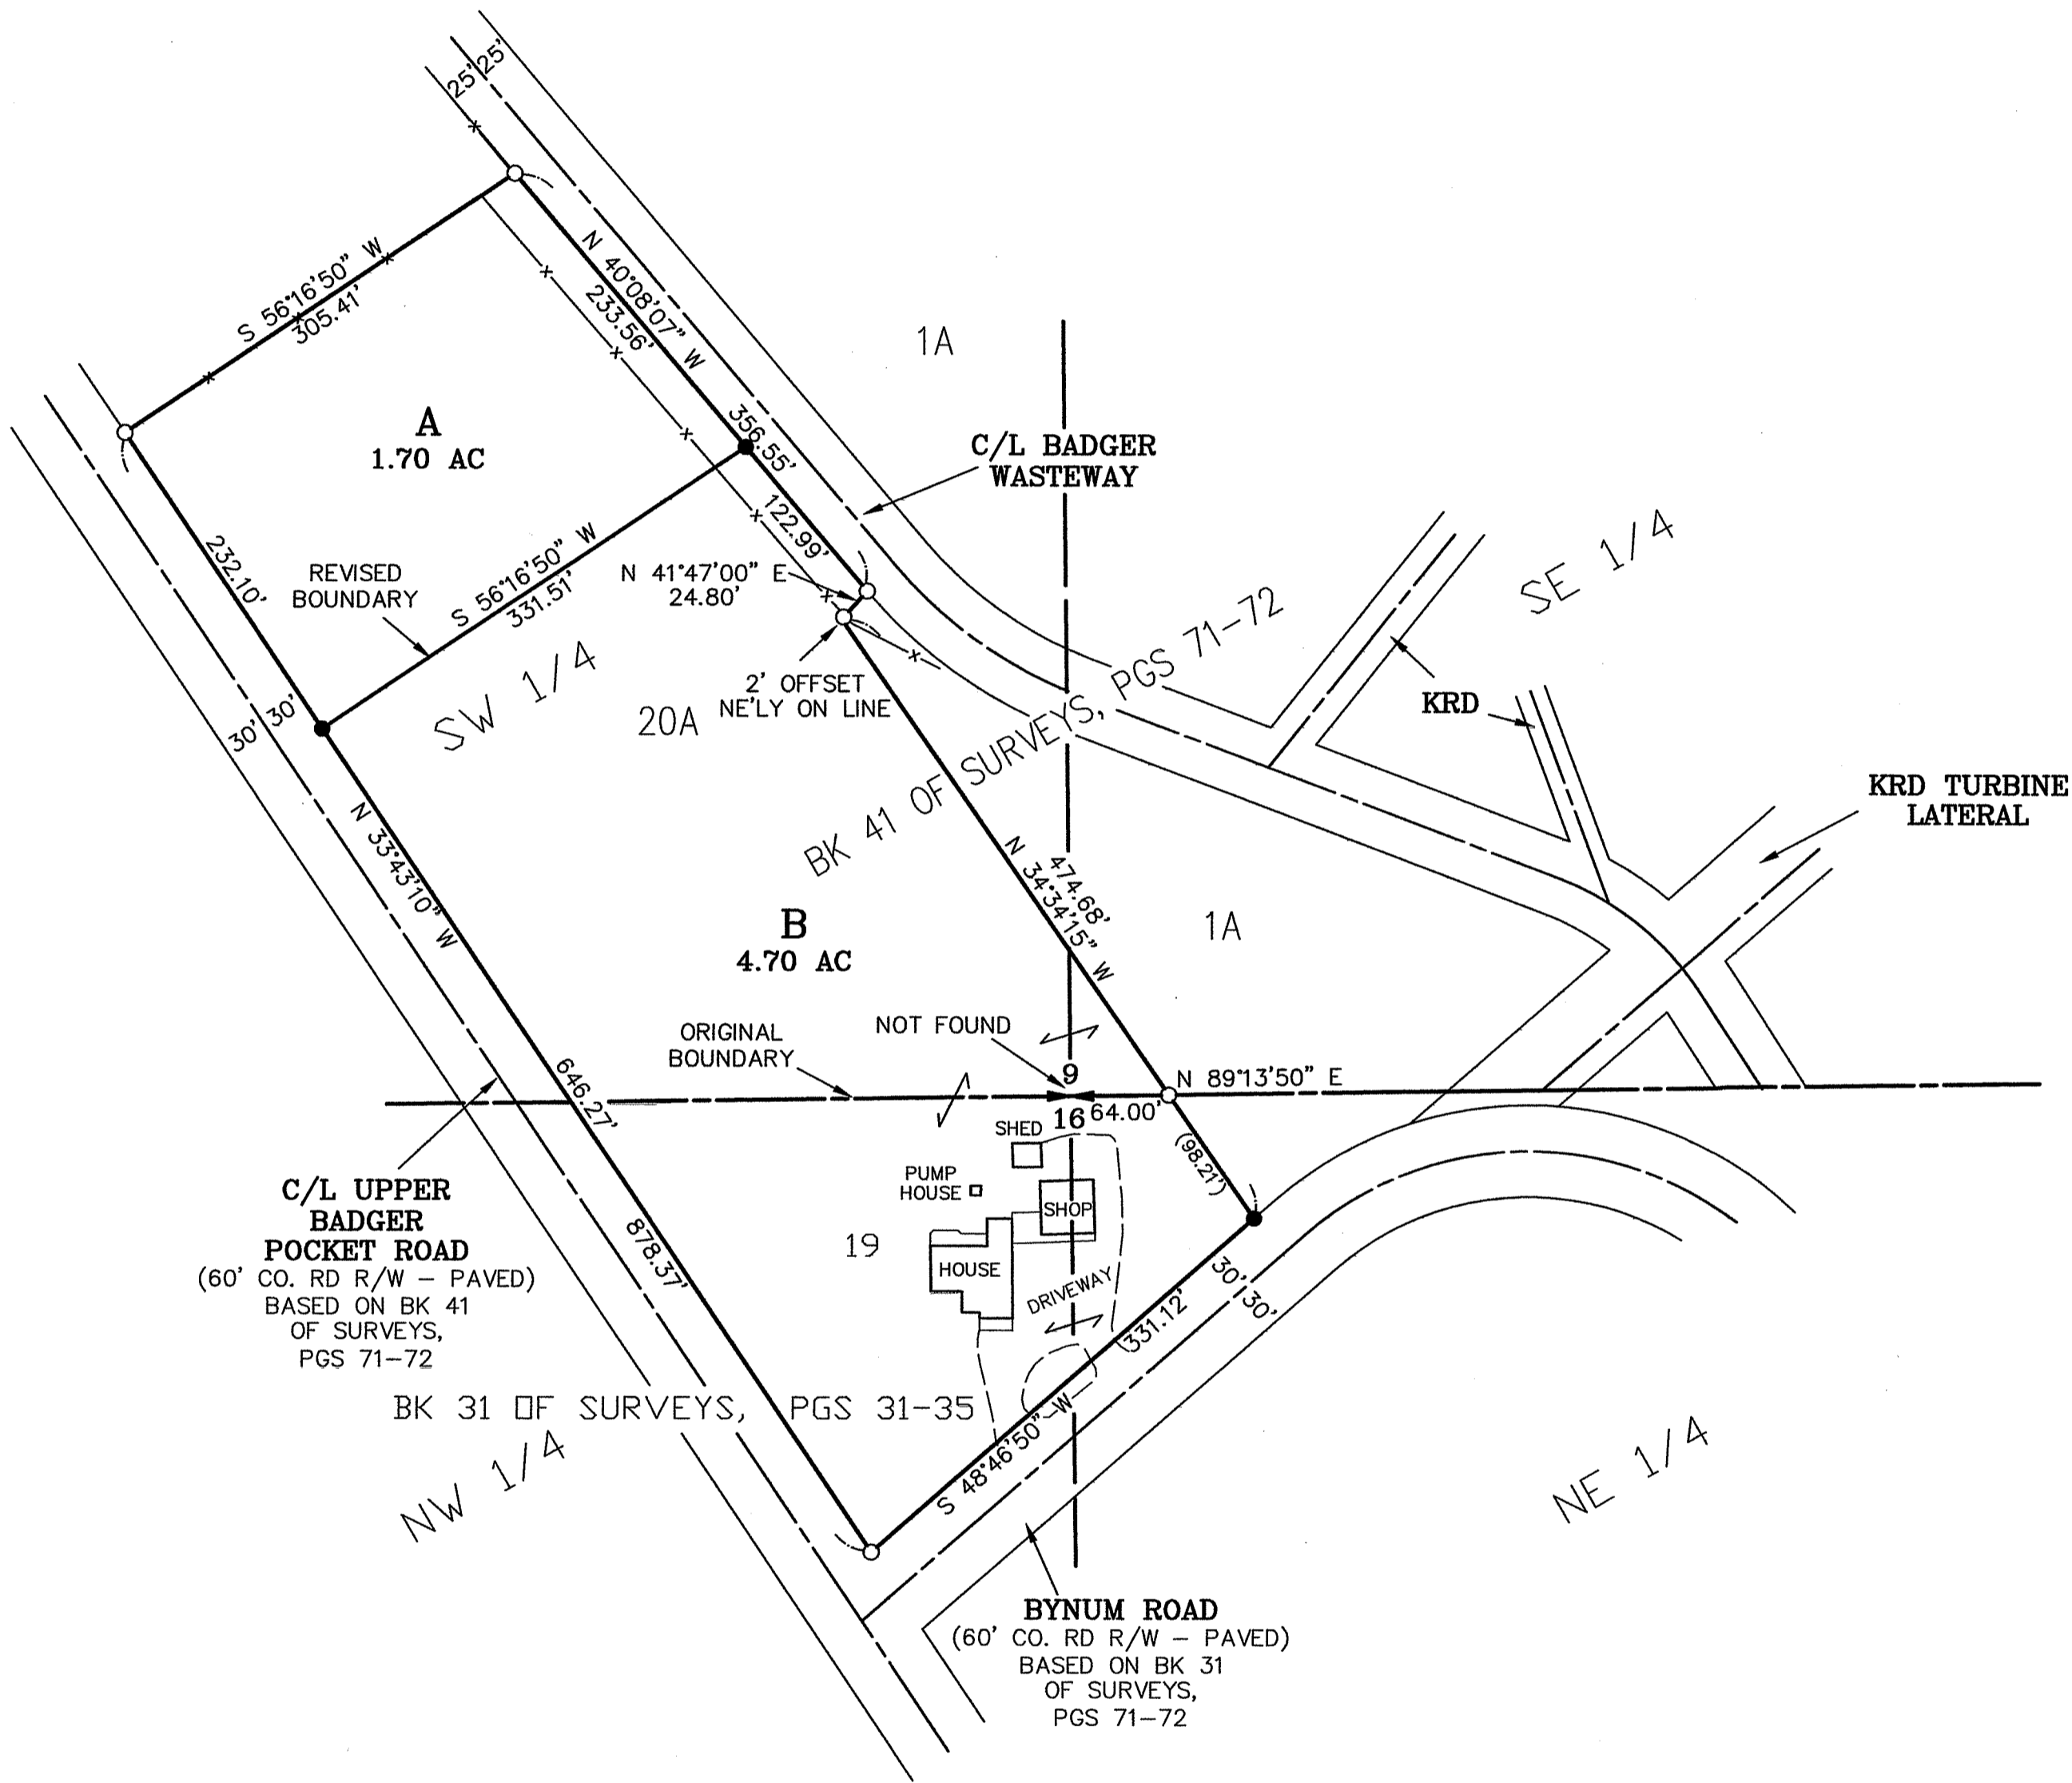 25' 25'
S 56°16'50" W
305.41'
N 40°08'07" W
233.56'
356.55'
122.99'
1A
A
1.70 AC
C/L BADGER
WASTEWAY
232.10'
REVISED
BOUNDARY
S 56°16'50" W
331.51'
N 41°47'00" E
24.80'
2' OFFSET
NE'LY ON LINE
SE 1/4
KRD
KRD TURBINE
LATERAL
30' 30'
SW 1/4
20A
BK 41 OF SURVEYS, PGS 71-72
N 33°43'10" W
474.68'
N 34°34'15" W
1A
B
4.70 AC
ORIGINAL
BOUNDARY
NOT FOUND
9
N 89°13'50" E
16
64.00'
646.27'
SHED
(98.21')
PUMP
HOUSE
SHOP
C/L UPPER
BADGER
POCKET ROAD
(60' CO. RD R/W - PAVED)
BASED ON BK 41
OF SURVEYS,
PGS 71-72
878.37'
19
HOUSE
DRIVEWAY
30' 30'
(331.12'
S 48°46'50" W
BK 31 OF SURVEYS, PGS 31-35
NW 1/4
NE 1/4
BYNUM ROAD
(60' CO. RD R/W - PAVED)
BASED ON BK 31
OF SURVEYS,
PGS 71-72